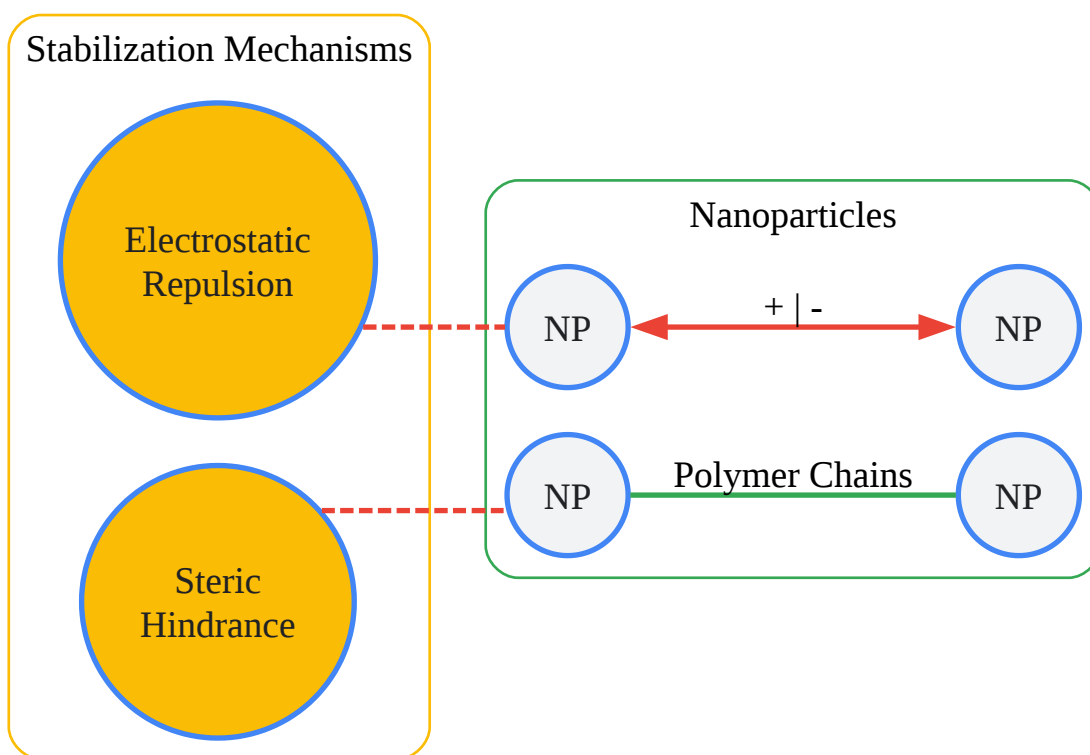 Stabilization Mechanisms
Electrostatic
Repulsion
Steric
Hindrance
Nanoparticles
NP
+ | -
NP
NP
Polymer Chains
NP